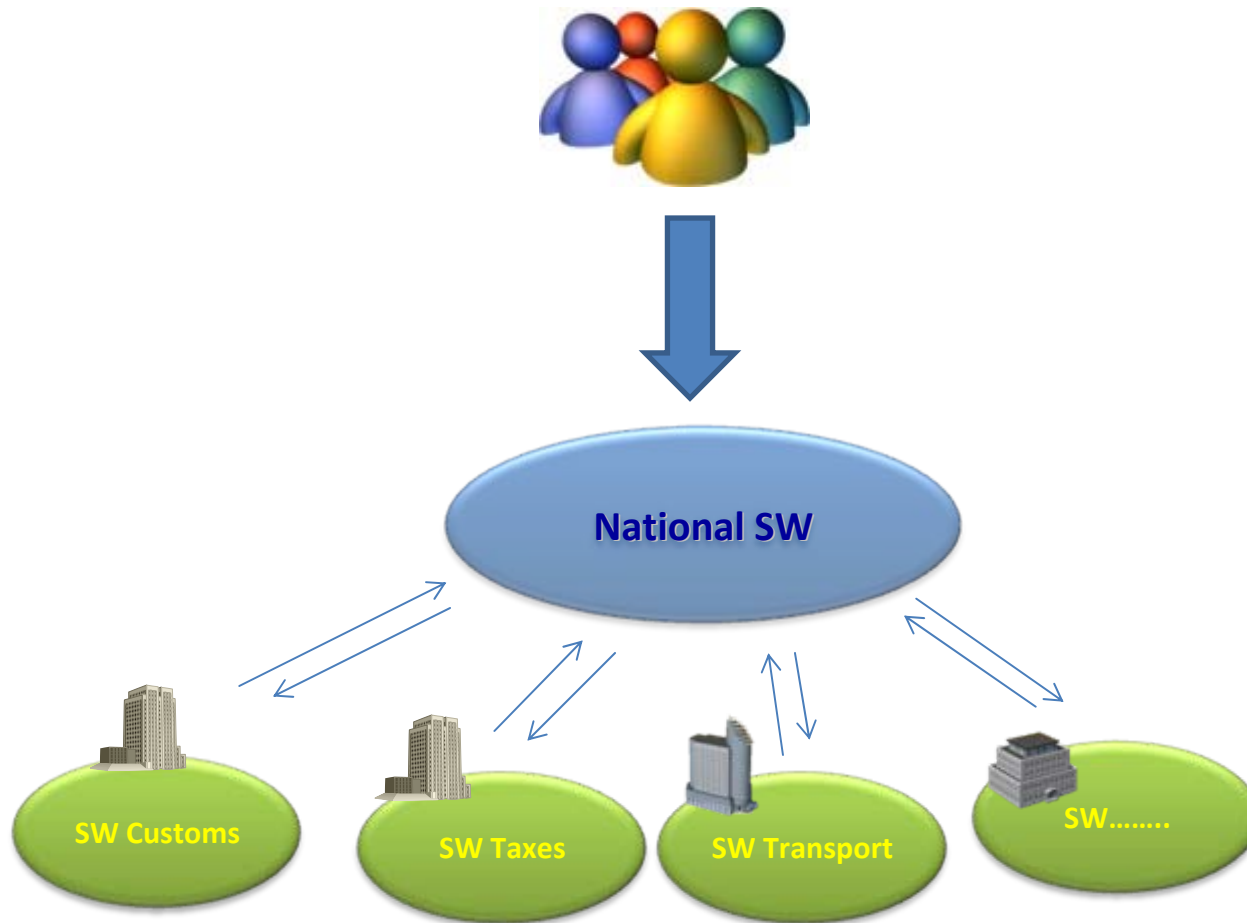 National SW
SW Customs
SW Taxes
SW Transport
SW........